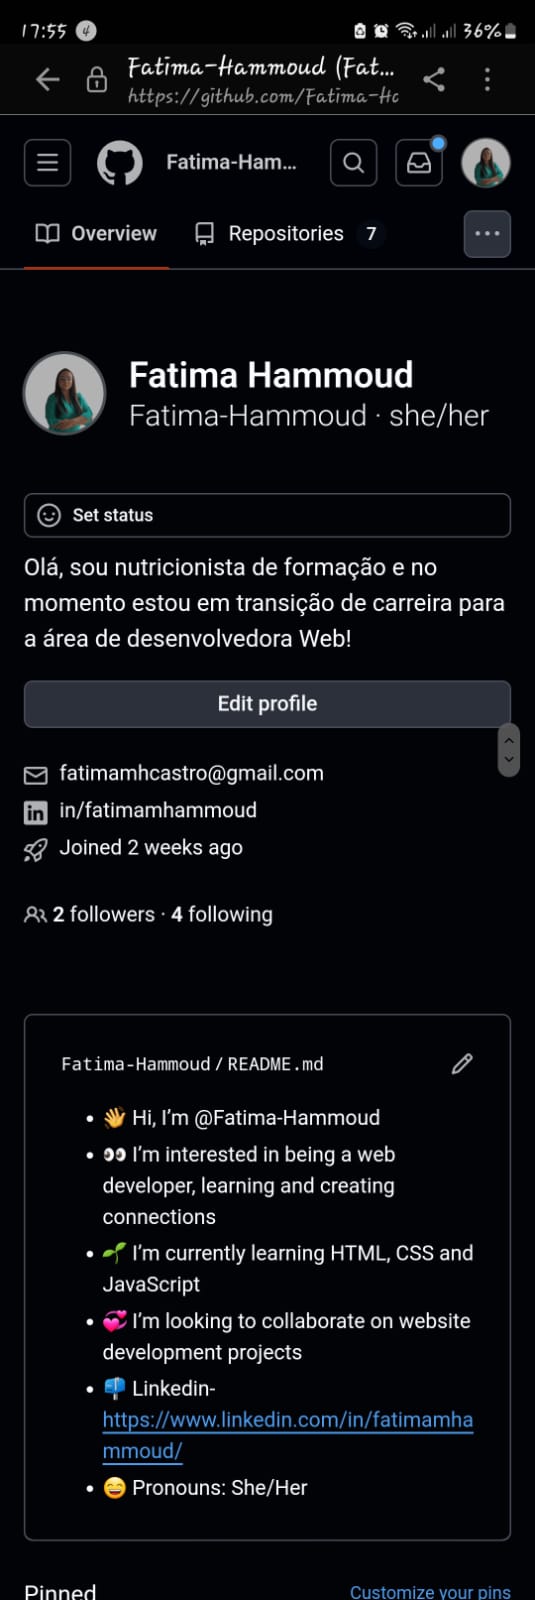 17:55 4 36%
Fatima-Hammoud (Fat...
https://github.com/Fatima-Hc
Fatima-Ham...
Overview Repositories 7
Fatima Hammoud
Fatima-Hammoud · she/her
Set status
Olá, sou nutricionista de formação e no
momento estou em transição de carreira para
a área de desenvolvedora Web!
Edit profile
fatimamhcastro@gmail.com
in in/fatimamhammoud
Joined 2 weeks ago
2 followers · 4 following
Fatima-Hammoud / README.md
• 👋 Hi, I’m @Fatima-Hammoud
• 👀 I’m interested in being a web
developer, learning and creating
connections
• 🌱 I’m currently learning HTML, CSS and
JavaScript
• 💞️ I’m looking to collaborate on website
development projects
• 📫 Linkedin-
https://www.linkedin.com/in/fatimamha
mmoud/
• 😄 Pronouns: She/Her
Pinned Customize your pins